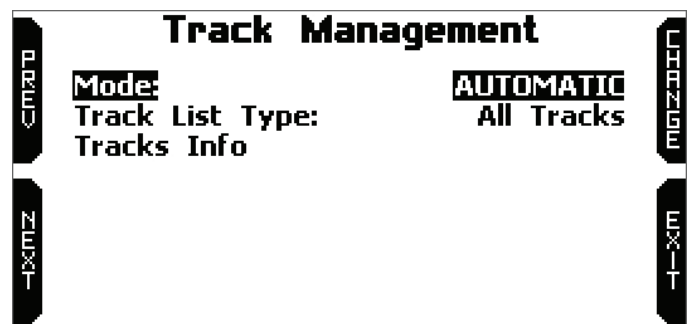 Track Management
PREV
CHANGE
Mode: AUTOMATIC
Track List Type: All Tracks
Tracks Info
NEXT
EXIT